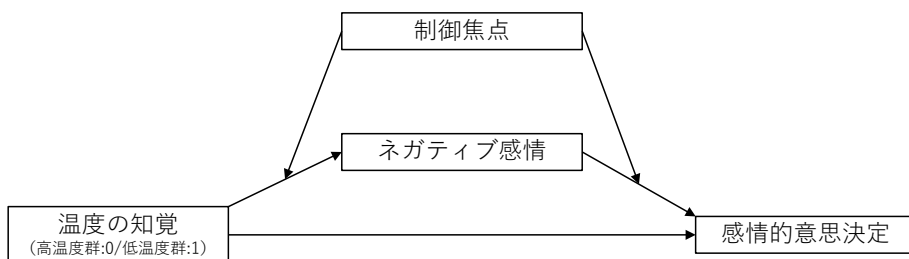 制御焦点
ネガティブ感情
温度の知覚
(高温度群:0/低温度群:1)
感情的意思決定